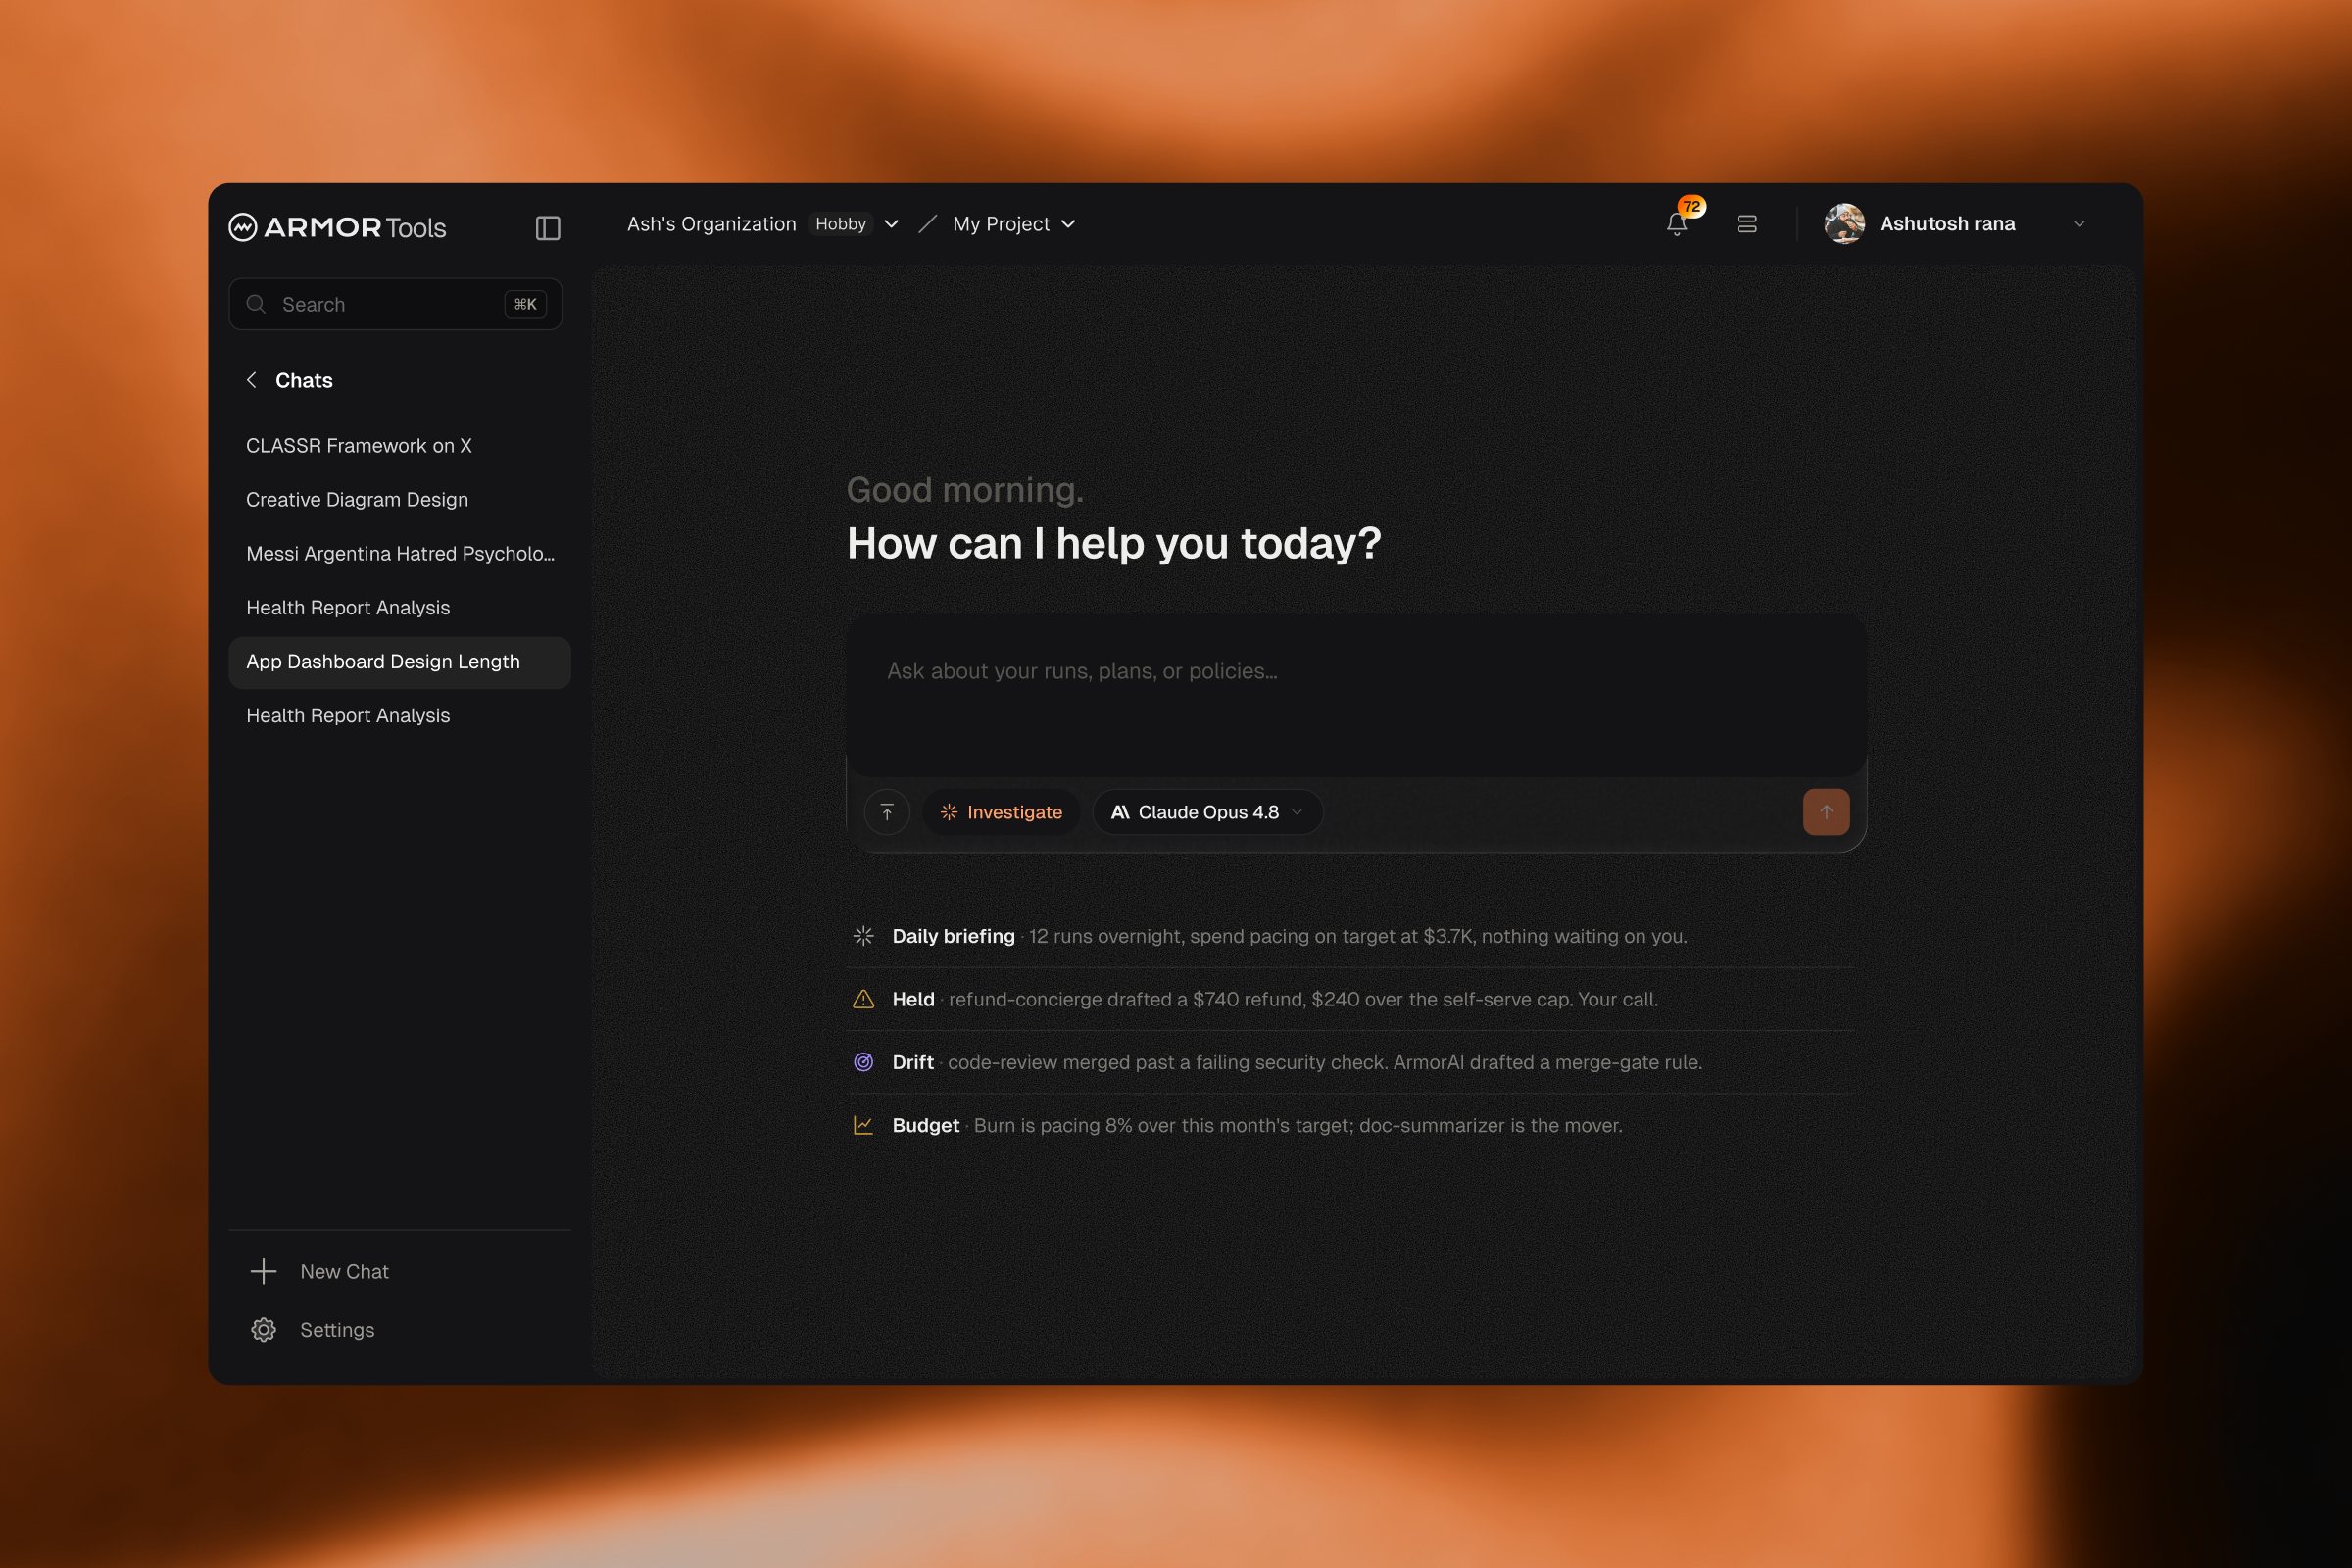 ARMOR Tools
Search
⌘K
Chats
CLASSR Framework on X
Creative Diagram Design
Messi Argentina Hatred Psycholo...
Health Report Analysis
App Dashboard Design Length
Health Report Analysis
New Chat
Settings
Ash's Organization Hobby
My Project
72
Ashutosh rana
Good morning.
How can I help you today?
Ask about your runs, plans, or policies...
Investigate
Claude Opus 4.8
Daily briefing · 12 runs overnight, spend pacing on target at $3.7K, nothing waiting on you.
Held · refund-concierge drafted a $740 refund, $240 over the self-serve cap. Your call.
Drift · code-review merged past a failing security check. ArmorAI drafted a merge-gate rule.
Budget · Burn is pacing 8% over this month's target; doc-summarizer is the mover.